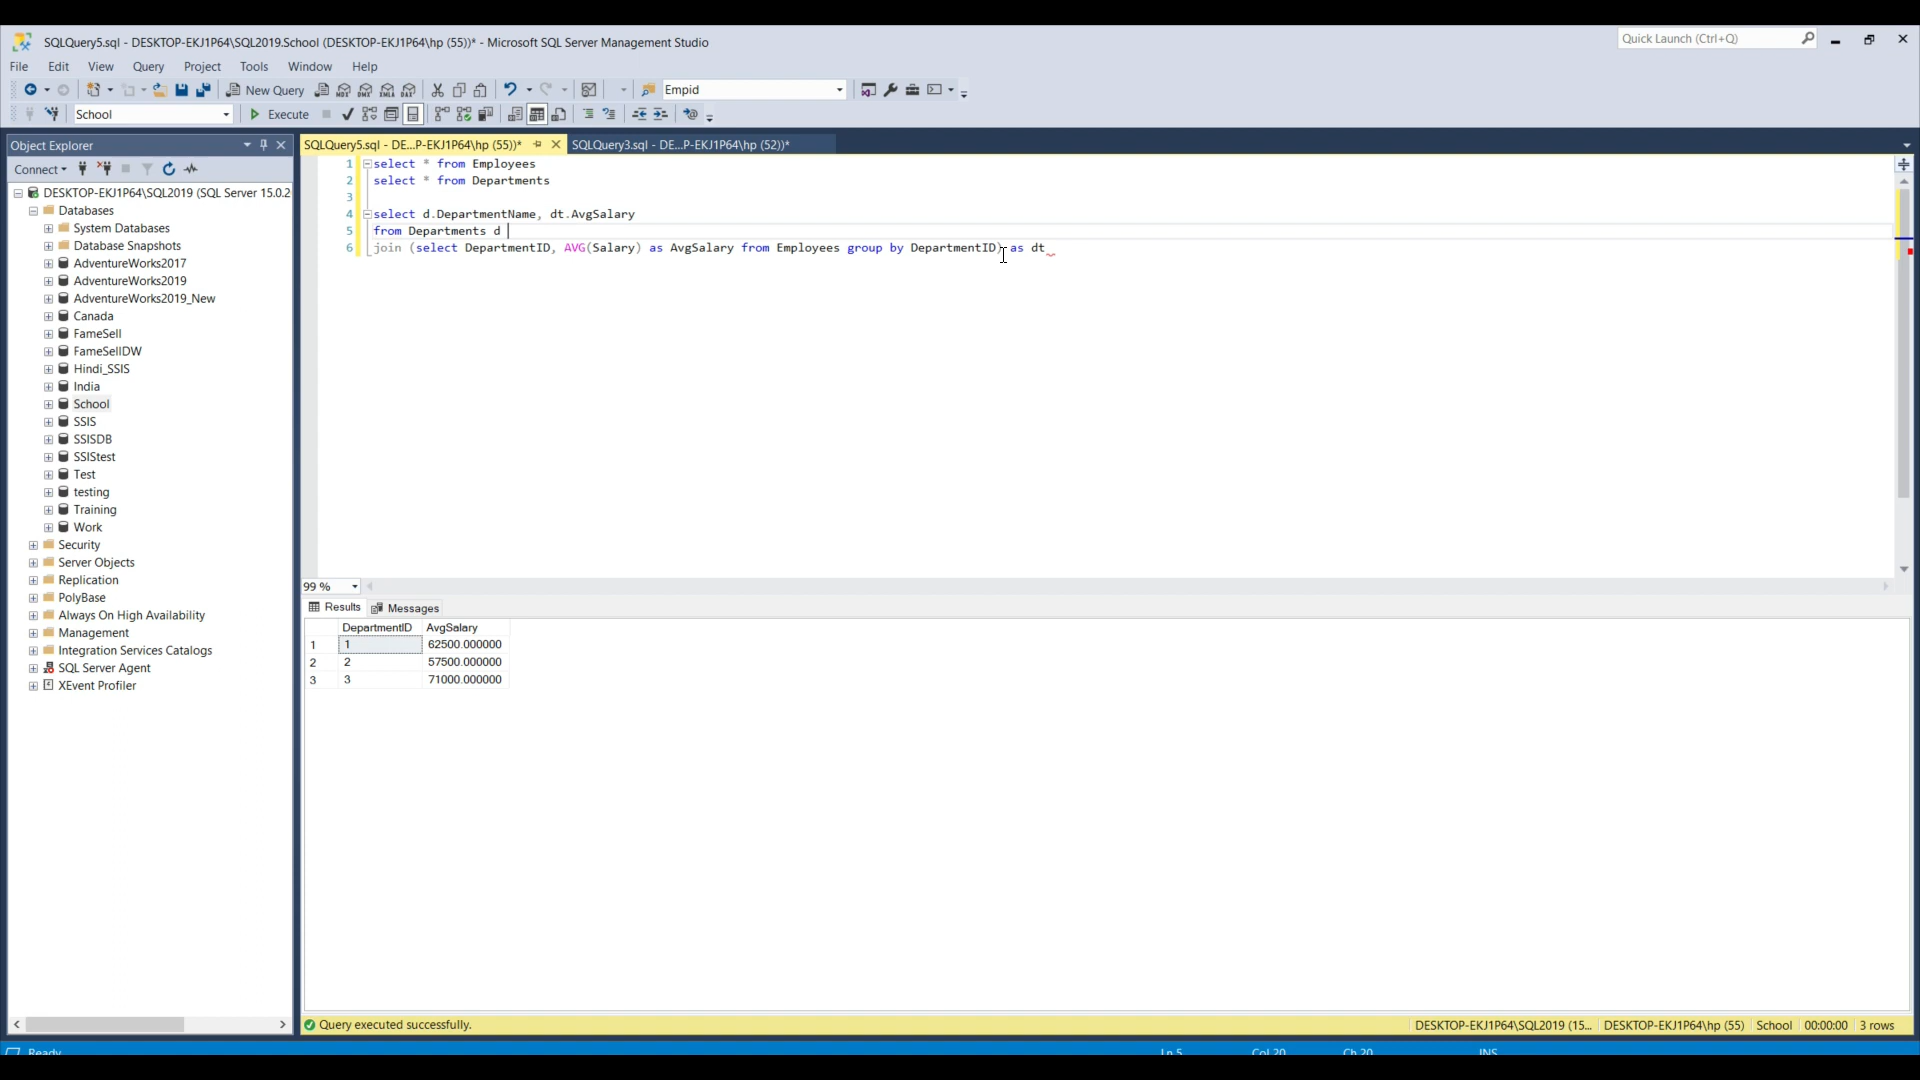 SQLQuery5.sql - DESKTOP-EKJ1P64\SQL2019.School (DESKTOP-EKJ1P64\hp (55))* - Microsoft SQL Server Management Studio
Quick Launch (Ctrl+Q)
File Edit View Query Project Tools Window Help
New Query
Empid
School
Execute
Object Explorer
Connect
DESKTOP-EKJ1P64\SQL2019 (SQL Server 15.0.2
Databases
System Databases
Database Snapshots
AdventureWorks2017
AdventureWorks2019
AdventureWorks2019_New
Canada
FameSell
FameSellDW
Hindi_SSIS
India
School
SSIS
SSISDB
SSIStest
Test
testing
Training
Work
Security
Server Objects
Replication
PolyBase
Always On High Availability
Management
Integration Services Catalogs
SQL Server Agent
XEvent Profiler
SQLQuery5.sql - DE...P-EKJ1P64\hp (55))* SQLQuery3.sql - DE...P-EKJ1P64\hp (52))*
1 select * from Employees
2 select * from Departments
3
4 select d.DepartmentName, dt.AvgSalary
5 from Departments d
6 join (select DepartmentID, AVG(Salary) as AvgSalary from Employees group by DepartmentID) as dt
99 %
Results Messages
DepartmentID AvgSalary
1 1 62500.000000
2 2 57500.000000
3 3 71000.000000
Query executed successfully.
DESKTOP-EKJ1P64\SQL2019 (15... DESKTOP-EKJ1P64\hp (55) School 00:00:00 3 rows
Ready Ln 5 Col 20 Ch 20 INS